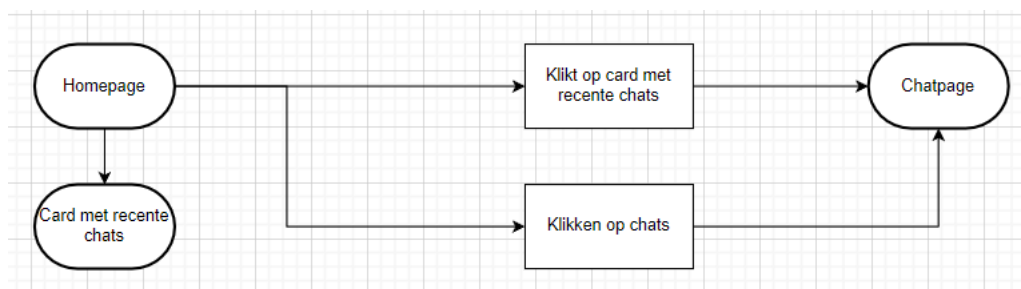 Homepage
Klikt op card met
recente chats
Chatpage
Card met recente
chats
Klikken op chats